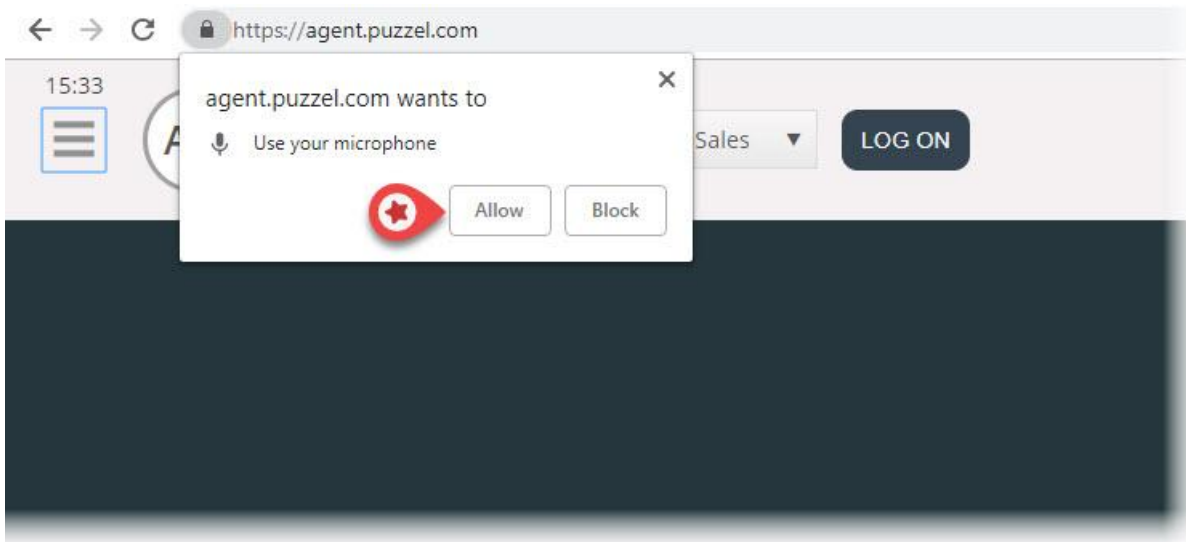 https://agent.puzzel.com
15:33
agent.puzzel.com wants to
Use your microphone
Allow Block
A
Sales ▼ LOG ON